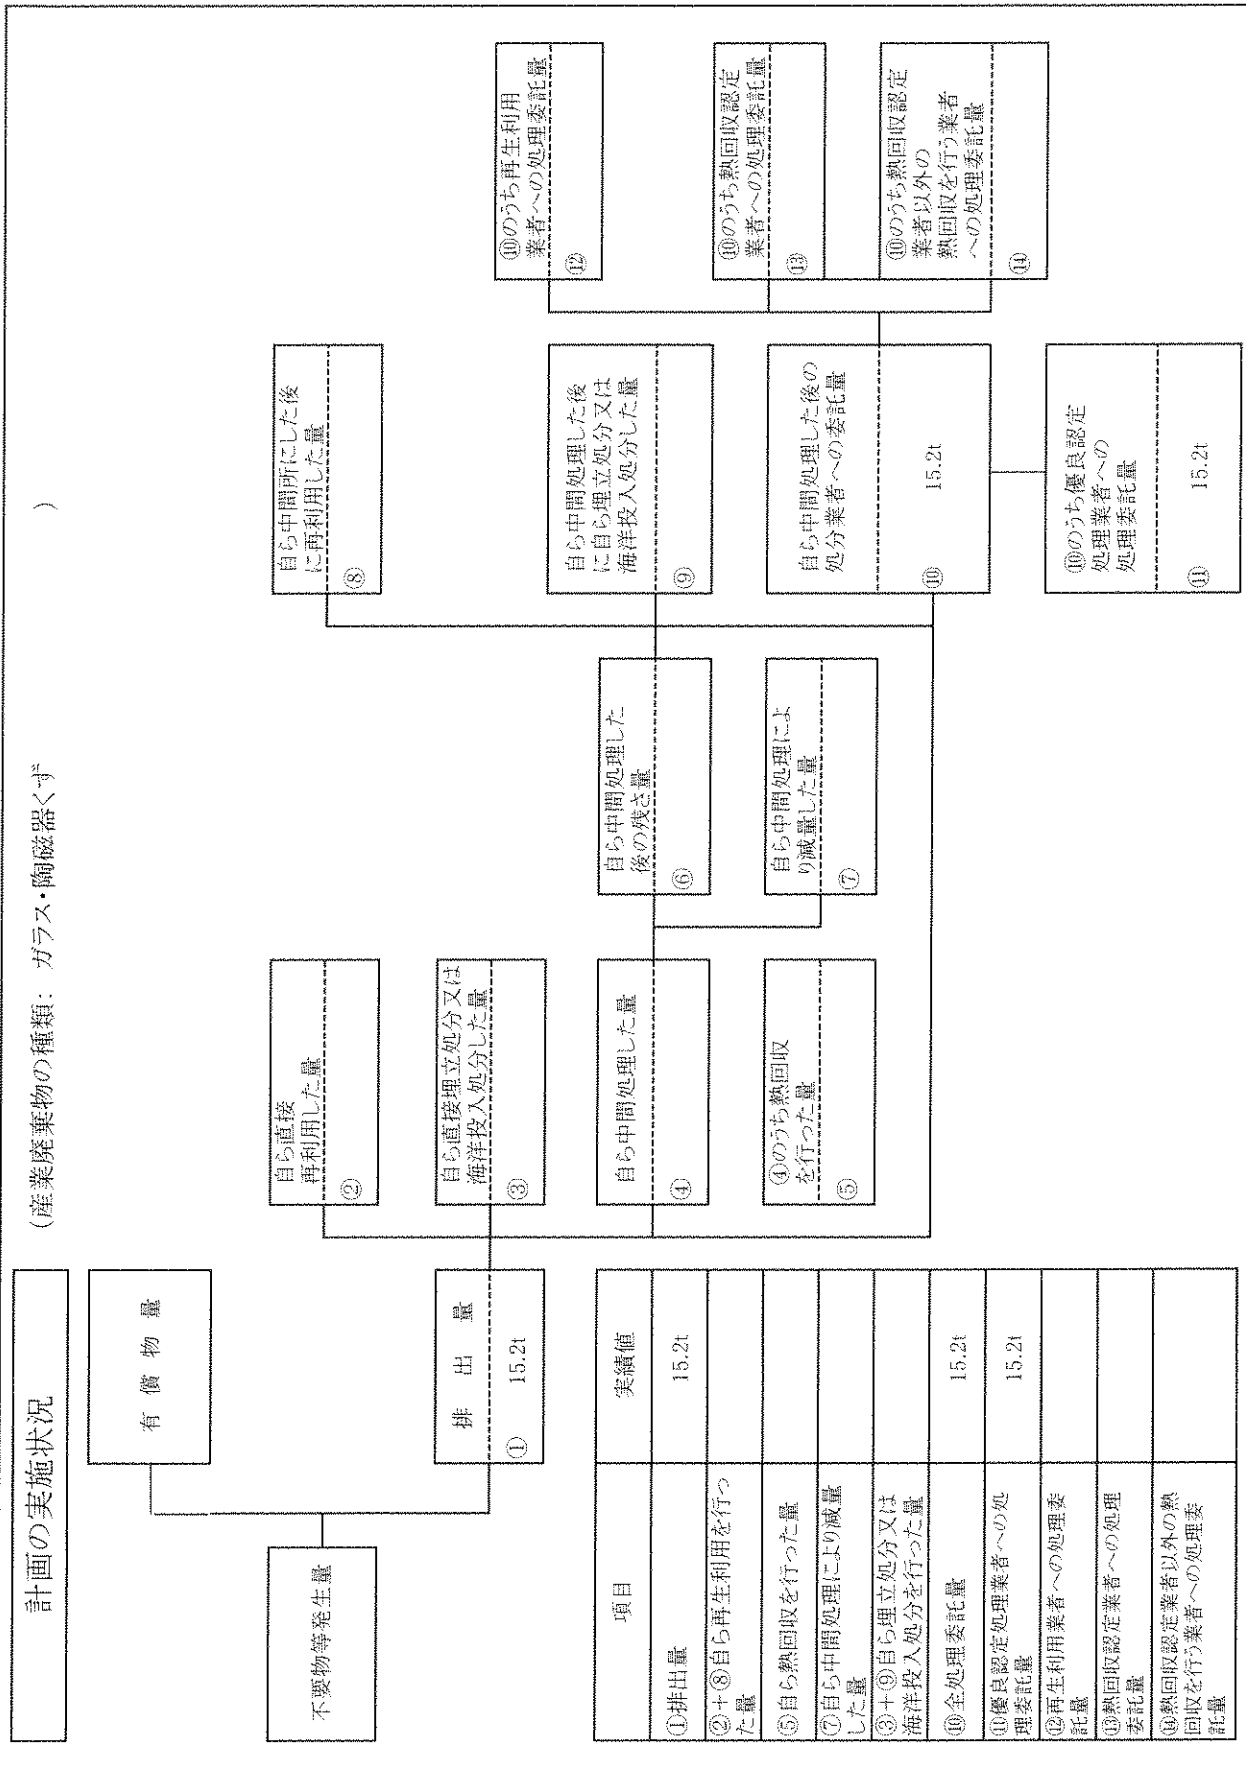 計画の実施状況
(産業廃棄物の種類: ガラス・陶磁器くず )
不要物等発生量
有償物量
排出量
① 15.2t
自ら直接
再利用した量
②
自ら直接埋立処分又は
海洋投入処分した量
③
自ら中間処理した量
④
④のうち熱回収
を行った量
⑤
自ら中間処理した
後の残さ量
⑥
自ら中間処理によ
り減量した量
⑦
自ら中間所にした後
に再利用した量
⑧
自ら中間処理した後
に自ら埋立処分又は
海洋投入処分した量
⑨
自ら中間処理した後の
処分業者への委託量
⑩ 15.2t
⑩のうち優良認定
処理業者への
処理委託量
⑪ 15.2t
⑩のうち再生利用
業者への処理委託量
⑫
⑩のうち熱回収認定
業者への処理委託量
⑬
⑩のうち熱回収認定
業者以外の
熱回収を行う業者
への処理委託量
⑭
項目 実績値
①排出量 15.2t
②+⑧自ら再生利用を行っ
た量
⑤自ら熱回収を行った量
⑦自ら中間処理により減量
した量
③+⑨自ら埋立処分又は
海洋投入処分を行った量
⑩全処理委託量 15.2t
⑪優良認定処理業者への処
理委託量 15.2t
⑫再生利用業者への処理委
託量
⑬熱回収認定業者への処理
委託量
⑭熱回収認定業者以外の熱
回収を行う業者への処理委
託量